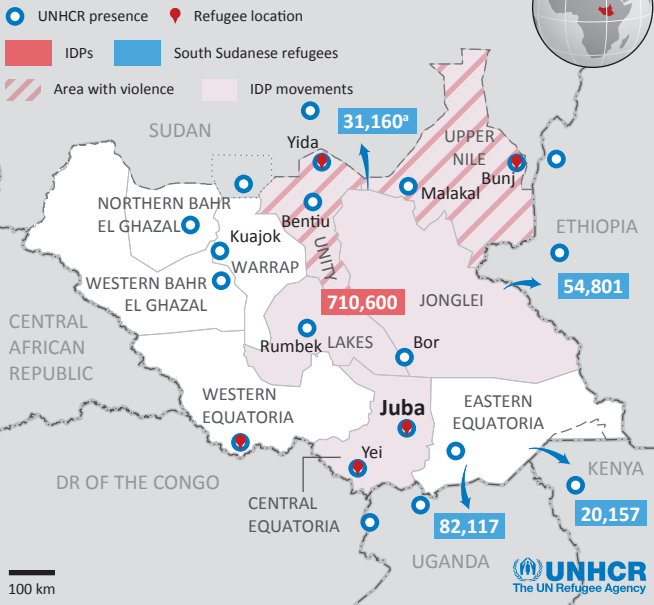 UNHCR presence
Refugee location
IDPs
South Sudanese refugees
Area with violence
IDP movements
SUDAN
31,160ª
Yida
UPPER
NILE
Bunj
Malakal
NORTHERN BAHR
EL GHAZAL
Bentiu
ETHIOPIA
Kuajok
UNITY
WARRAP
WESTERN BAHR
EL GHAZAL
54,801
710,600
JONGLEI
CENTRAL
AFRICAN
REPUBLIC
Rumbek
LAKES
Bor
WESTERN
EQUATORIA
Juba
EASTERN
EQUATORIA
Yei
DR OF THE CONGO
KENYA
CENTRAL
EQUATORIA
82,117
20,157
UGANDA
UNHCR
The UN Refugee Agency
100 km